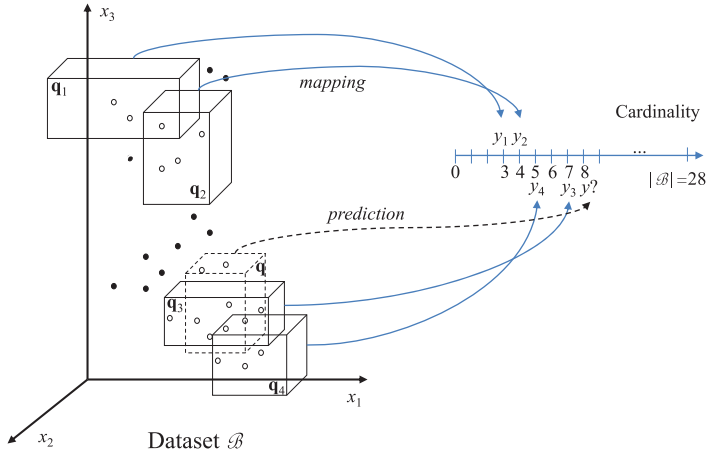 x₃
q₁
mapping
Cardinality
y₁ y₂
...
0 3 4 5 6 7 8
|ℬ|=28
y₄ y₃ y?
q₂
prediction
q
q₃
q₄
x₁
x₂
Dataset ℬ